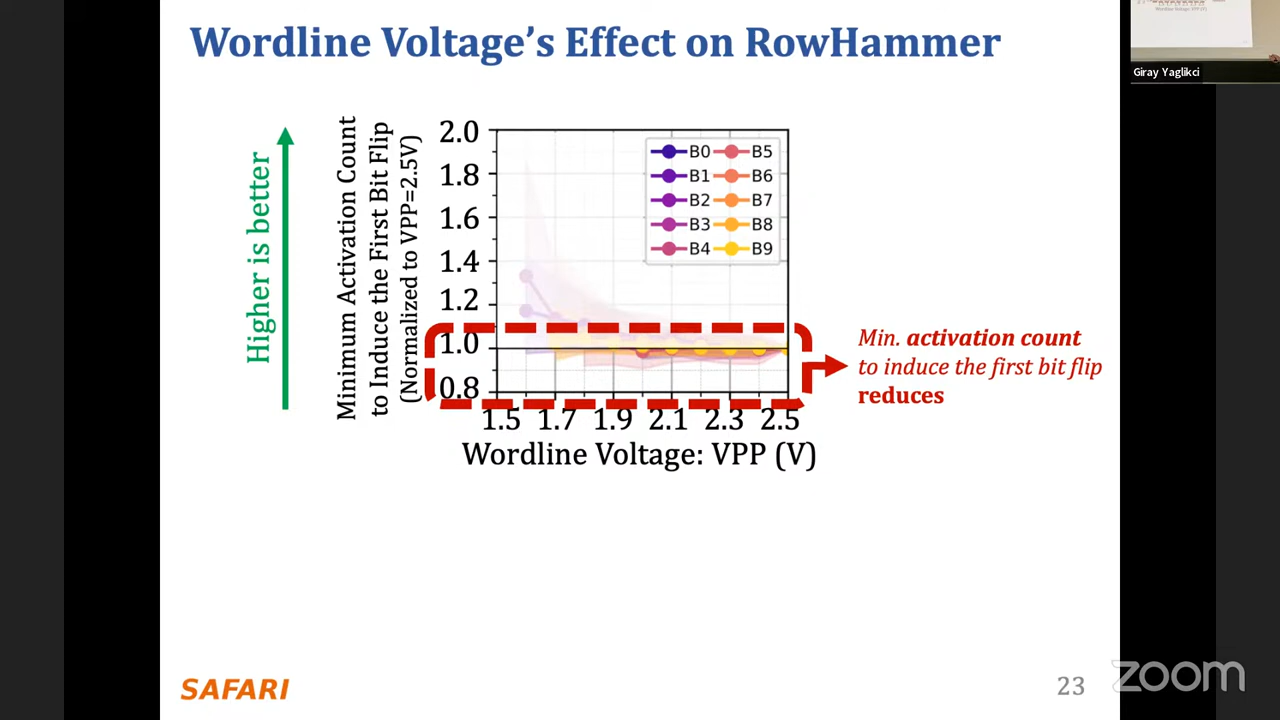 Wordline Voltage's Effect on RowHammer
Giray Yaglikci
Higher is better
Minimum Activation Count
to Induce the First Bit Flip
(Normalized to VPP=2.5V)
2.0
1.8
1.6
1.4
1.2
1.0
0.8
B0 B5
B1 B6
B2 B7
B3 B8
B4 B9
1.5 1.7 1.9 2.1 2.3 2.5
Wordline Voltage: VPP (V)
Min. activation count
to induce the first bit flip
reduces
SAFARI
23
zoom